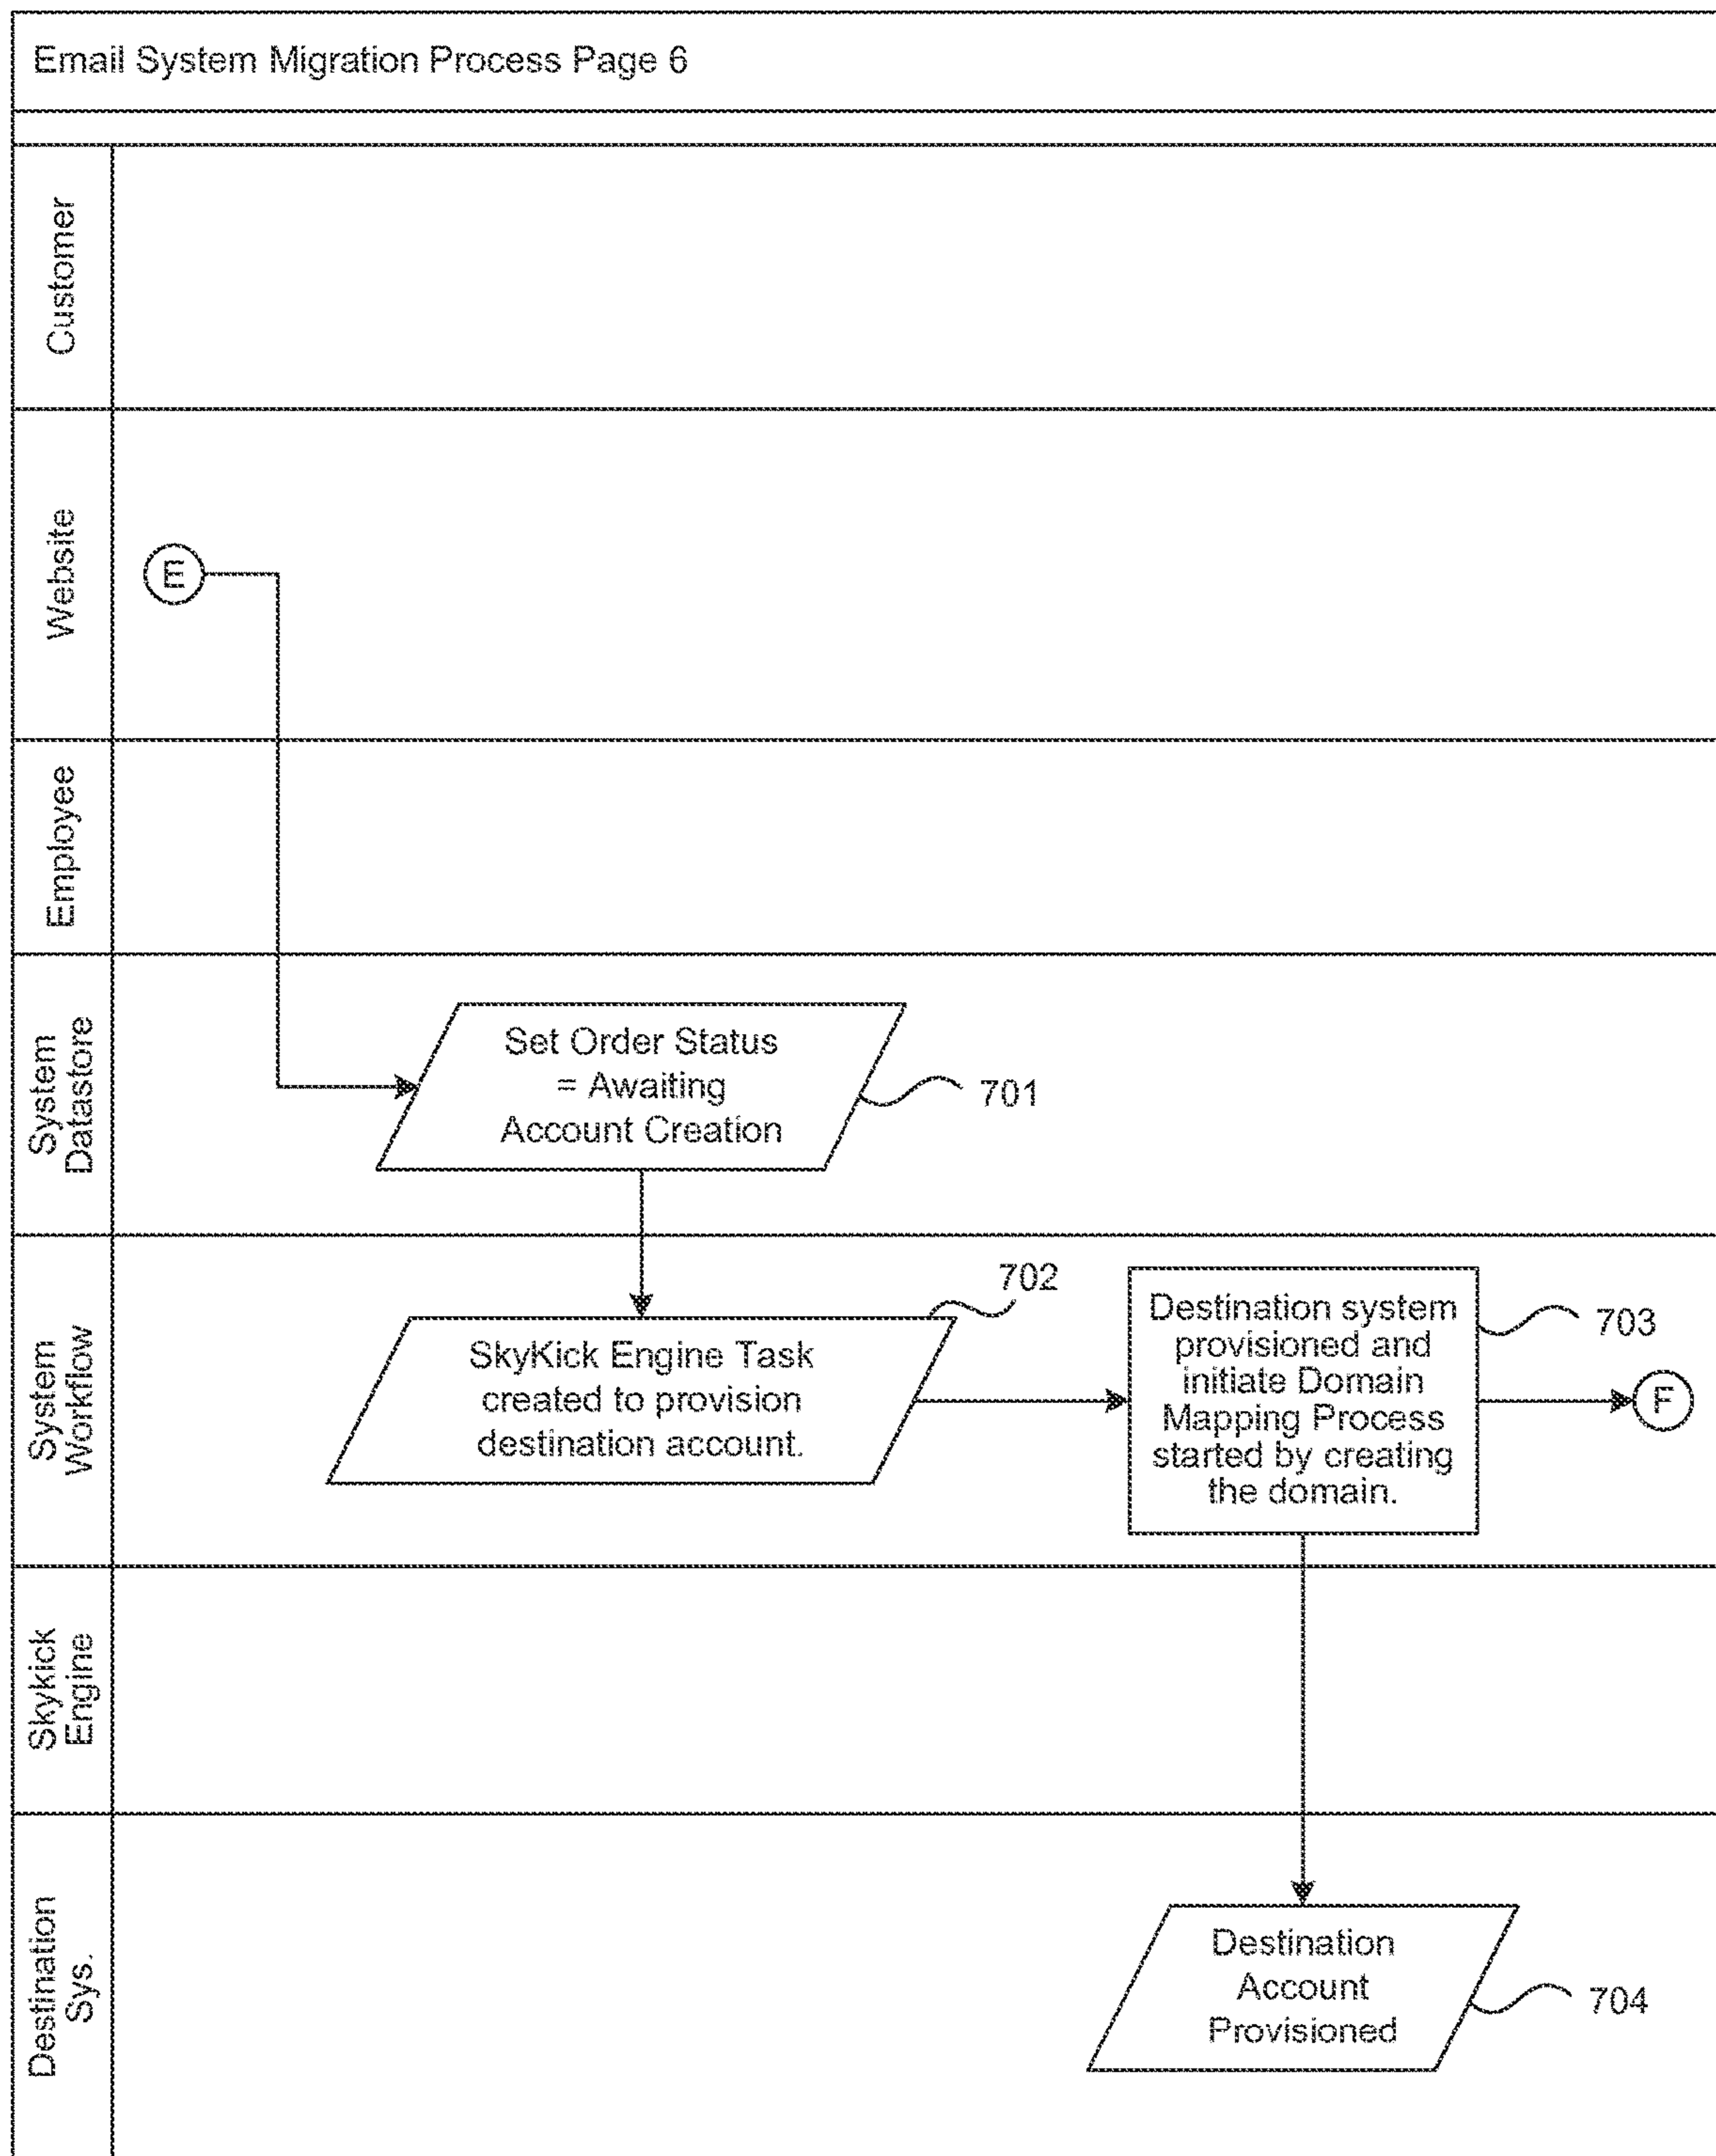 Email System Migration Process Page 6
Customer
Website
E
Employee
System
Datastore
Set Order Status
= Awaiting
Account Creation
701
System
Workflow
SkyKick Engine Task
created to provision
destination account.
702
Destination system
provisioned and
initiate Domain
Mapping Process
started by creating
the domain.
703
F
Skykick
Engine
Destination
Sys.
Destination
Account
Provisioned
704